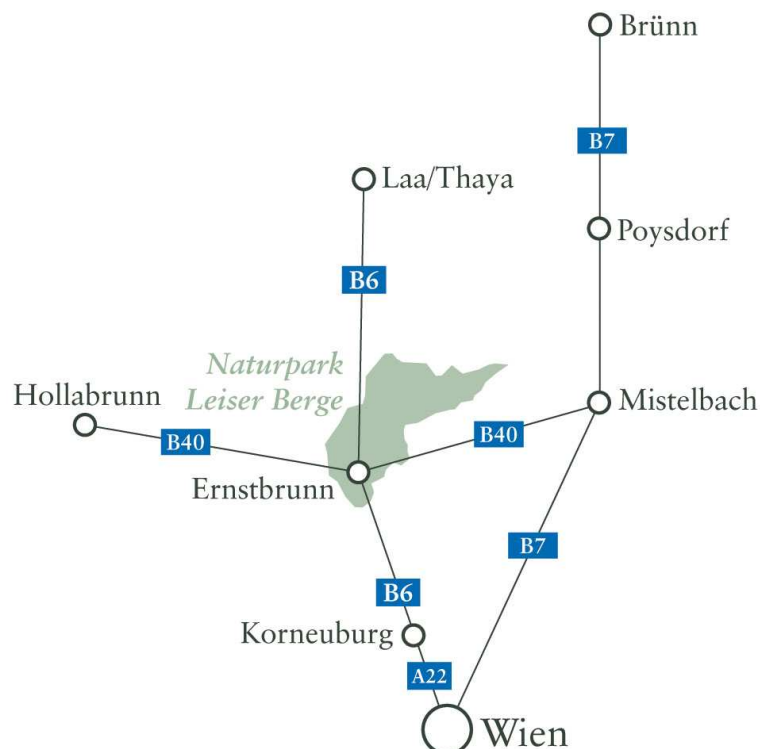 Brünn
B7
Laa/Thaya
Poysdorf
B6
Naturpark
Leiser Berge
Hollabrunn
Mistelbach
B40
B40
Ernstbrunn
B7
B6
Korneuburg
A22
Wien